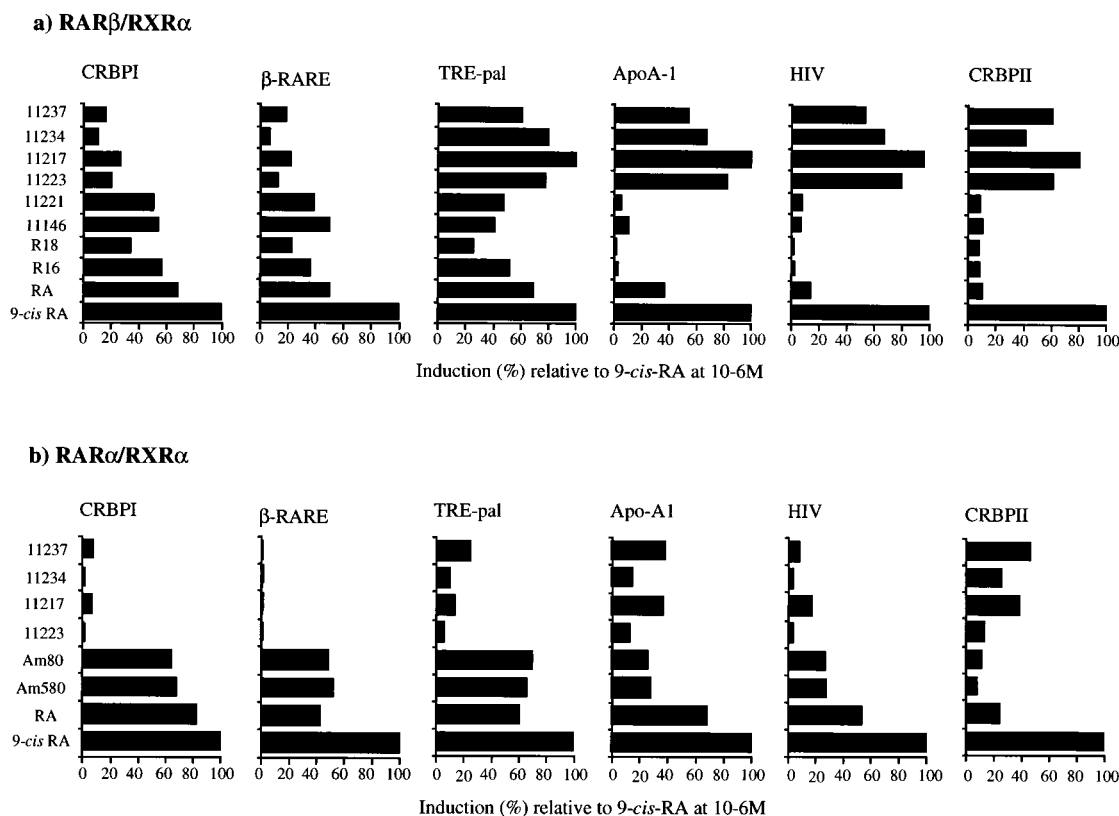 a) RARβ/RXRα
CRBPI
β-RARE
TRE-pal
ApoA-1
HIV
CRBPII
11237
11234
11217
11223
11221
11146
R18
R16
RA
9-cis RA
0 20 40 60 80 100
0 20 40 60 80 100
0 20 40 60 80 100
0 20 40 60 80 100
0 20 40 60 80 100
0 20 40 60 80 100
Induction (%) relative to 9-cis-RA at 10-6M
b) RARα/RXRα
CRBPI
β-RARE
TRE-pal
Apo-A1
HIV
CRBPII
11237
11234
11217
11223
Am80
Am580
RA
9-cis RA
0 20 40 60 80 100
0 20 40 60 80 100
0 20 40 60 80 100
0 20 40 60 80 100
0 20 40 60 80 100
0 20 40 60 80 100
Induction (%) relative to 9-cis-RA at 10-6M